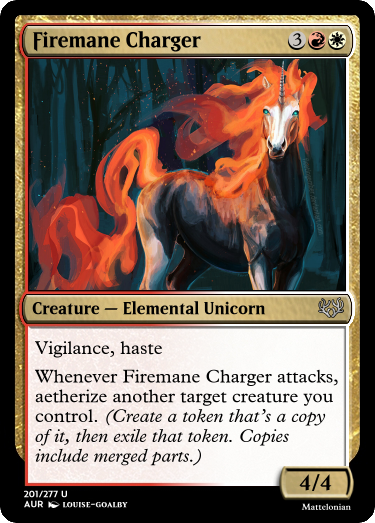 Firemane Charger 3
Creature — Elemental Unicorn
Vigilance, haste
Whenever Firemane Charger attacks,
aetherize another target creature you
control. (Create a token that's a copy
of it, then exile that token. Copies
include merged parts.)
4/4
201/277 U
AUR LOUISE-GOALBY
Mattelonian